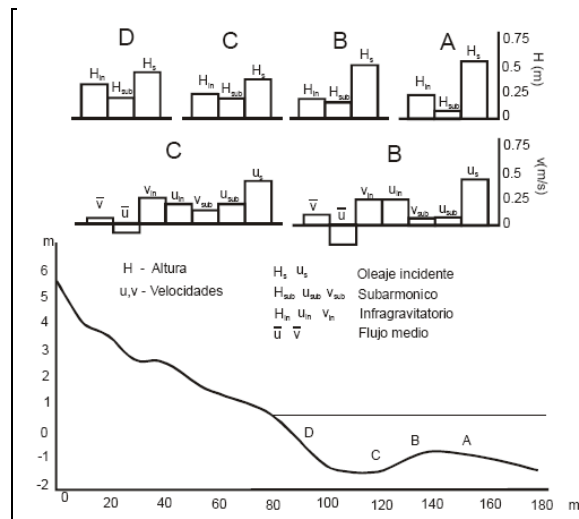 D C B A
0.75
0.5
0.25
0
H (m)
H_in H_sub H_s
H_in H_sub H_s
H_in H_sub H_s
H_in H_sub H_s
C B
0.75
0.25
0
v(m/s)
v̅ u̅ v_in u_in v_sub u_sub u_s
v̅ u̅ v_in u_in v_sub u_sub u_s
m
6
5
4
3
2
1
0
-1
-2
H - Altura
u,v - Velocidades
H_s u_s Oleaje incidente
H_sub u_sub v_sub Subarmonico
H_in u_in v_in Infragravitatorio
u̅ v̅ Flujo medio
D C B A
0 20 40 60 80 100 120 140 160 180 m